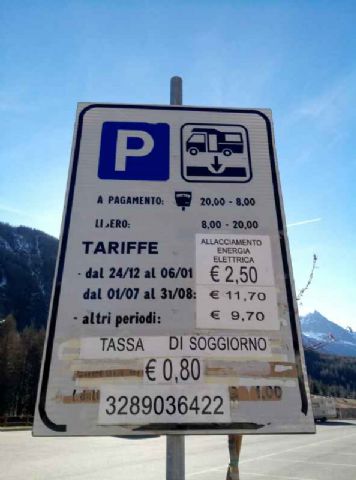 P
A PAGAMENTO: 20,00 - 8,00
LIBERO: 8,00 - 20,00
TARIFFE
ALLACCIAMENTO
ENERGIA
ELETTRICA
€ 2,50
- dal 24/12 al 06/01
dal 01/07 al 31/08: € 11,70
- altri periodi: € 9,70
TASSA DI SOGGIORNO
€ 0,80
1.00
3289036422